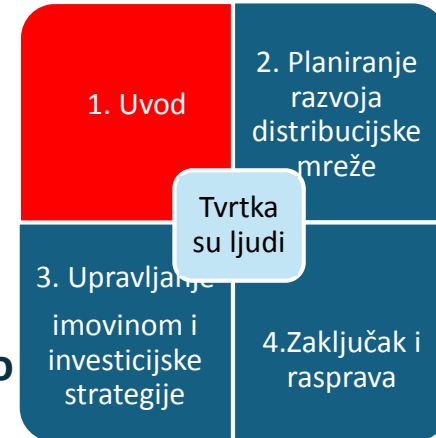 1. Uvod
2. Planiranje
razvoja
distribucijske
mreže
Tvrtka
su ljudi
3. Upravljanje
imovinom i
investicijske
strategije
4.Zaključak i
rasprava